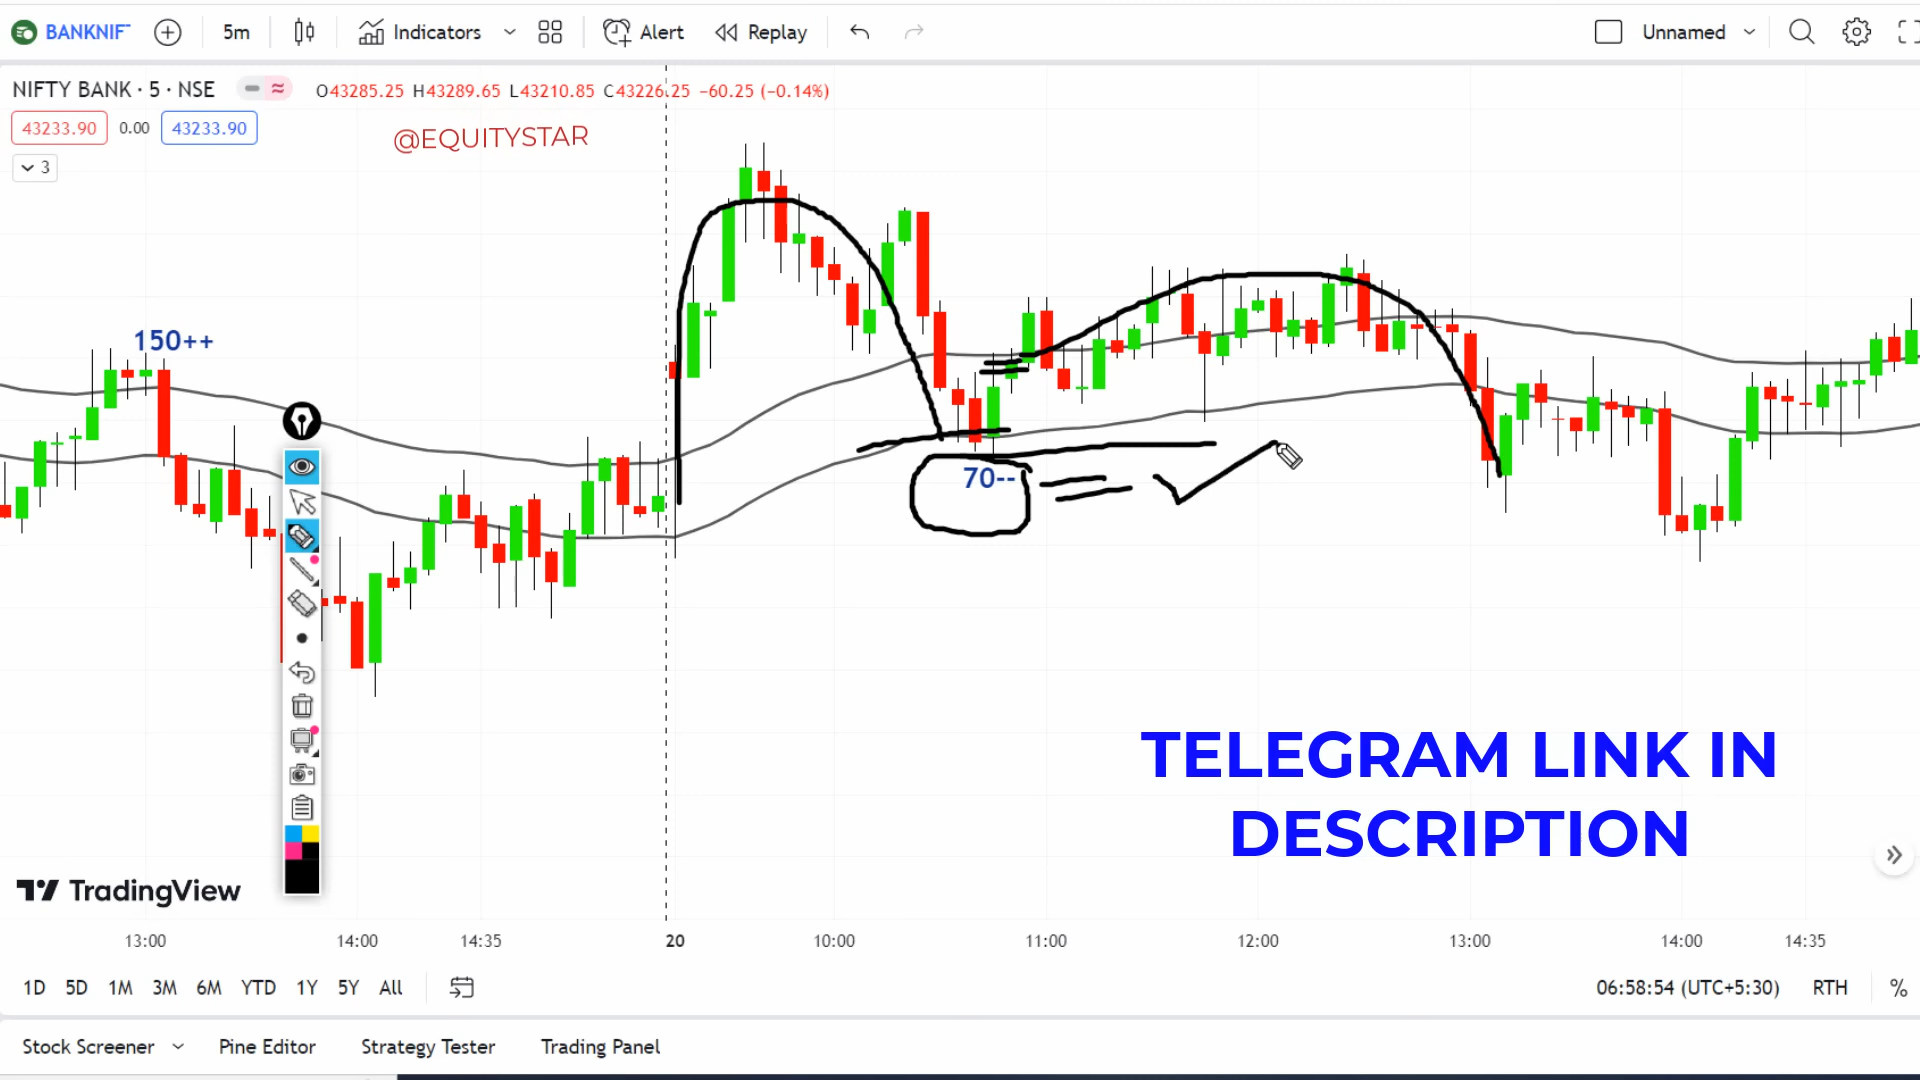 BANKNIFT
5m
Indicators
Alert
Replay
Unnamed
NIFTY BANK · 5 · NSE
O43285.25 H43289.65 L43210.85 C43226.25 −60.25 (−0.14%)
43233.90 0.00 43233.90
@EQUITYSTAR
3
150++
70--
TELEGRAM LINK IN
DESCRIPTION
TradingView
13:00 14:00 14:35 20 10:00 11:00 12:00 13:00 14:00 14:35
1D 5D 1M 3M 6M YTD 1Y 5Y All
06:58:54 (UTC+5:30) RTH %
Stock Screener Pine Editor Strategy Tester Trading Panel